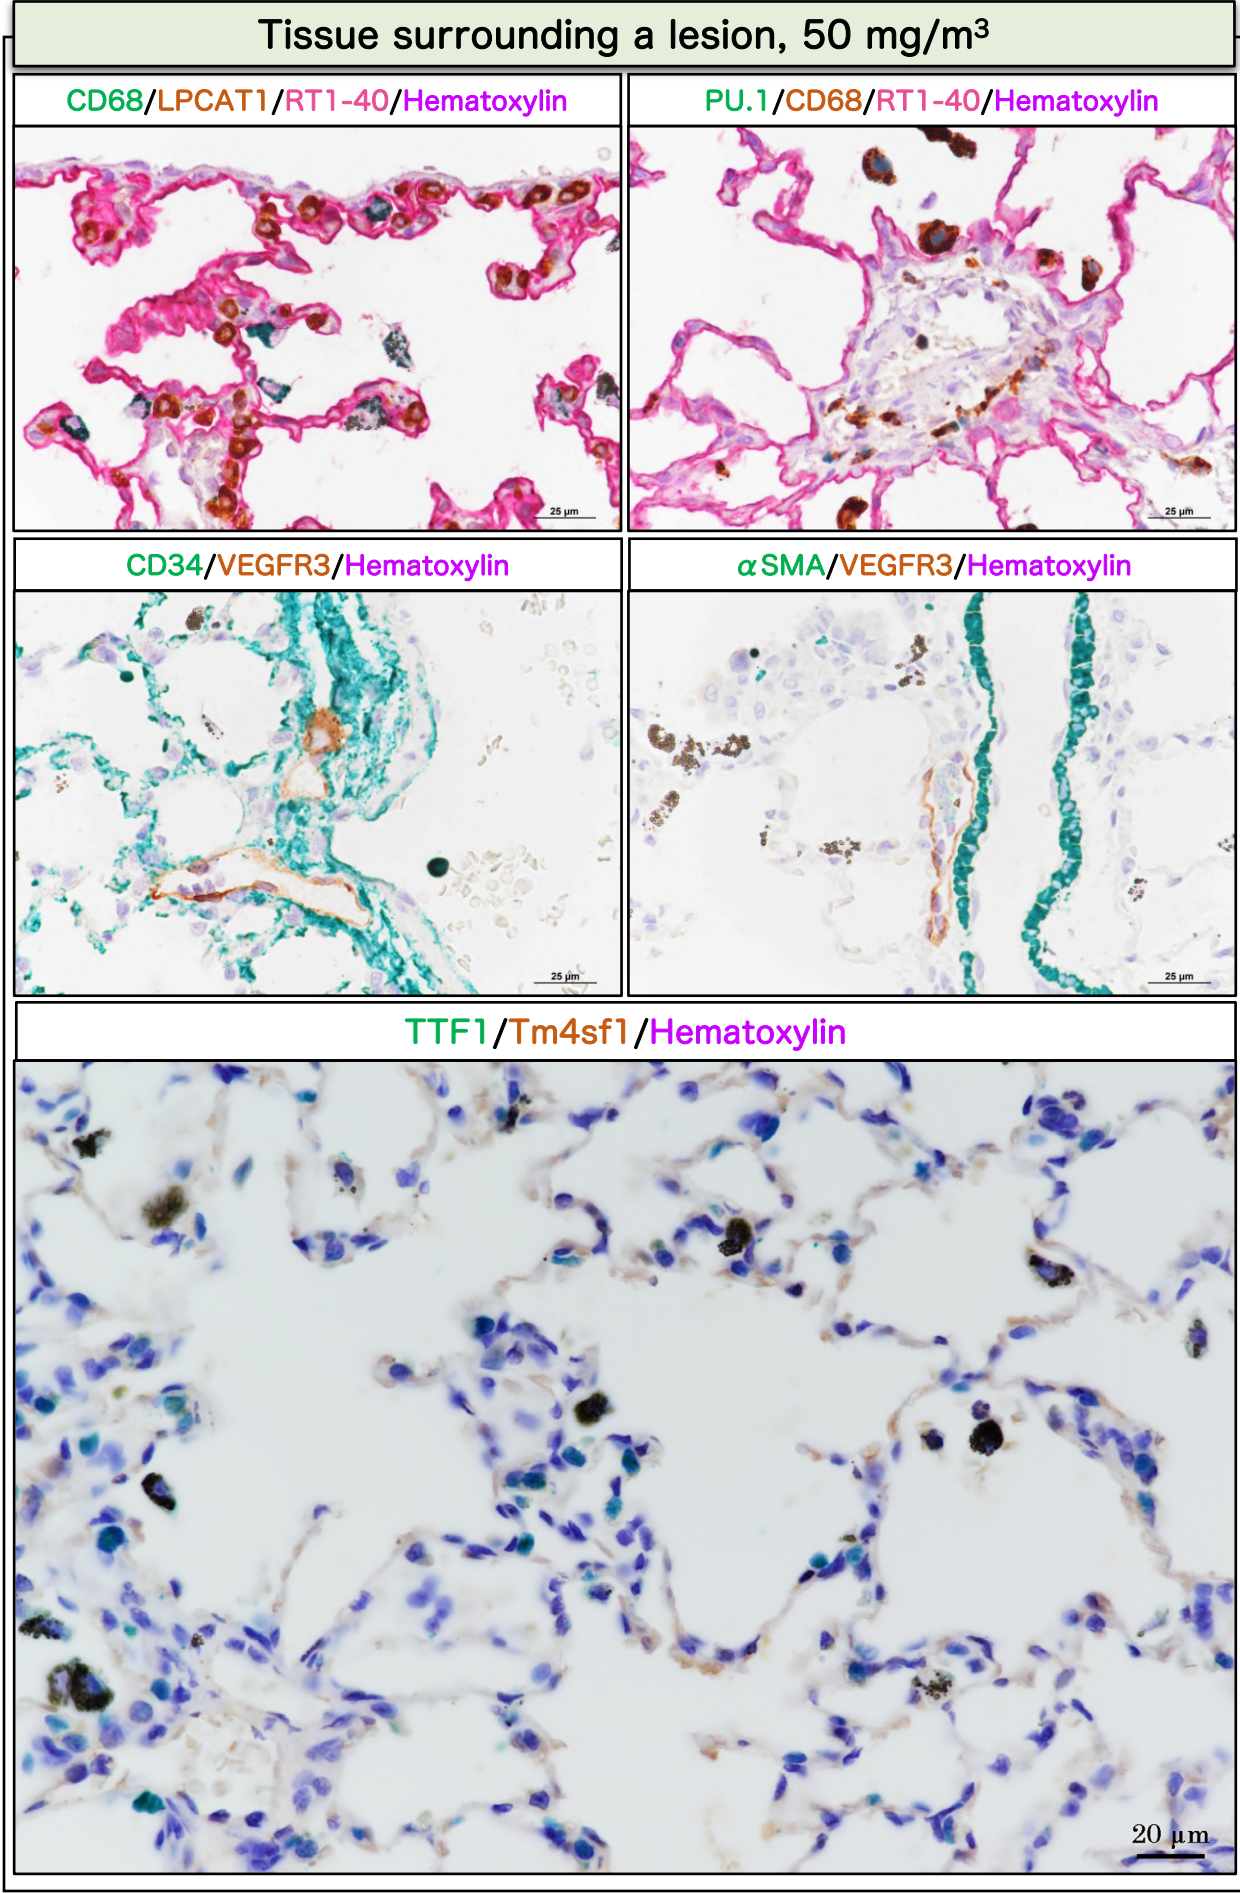 Tissue surrounding a lesion, 50 mg/m³
CD68/LPCAT1/RT1-40/Hematoxylin
PU.1/CD68/RT1-40/Hematoxylin
25 μm
25 μm
CD34/VEGFR3/Hematoxylin
αSMA/VEGFR3/Hematoxylin
25 μm
25 μm
TTF1/Tm4sf1/Hematoxylin
20 μm